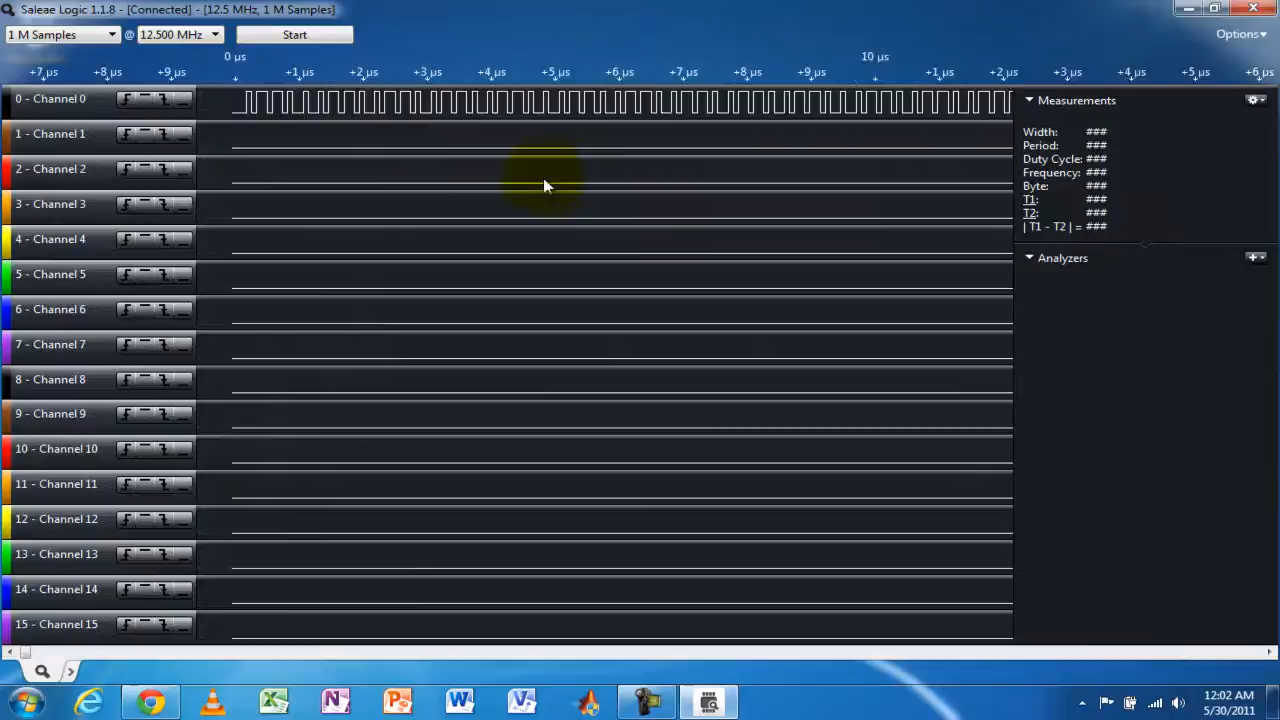 Saleae Logic 1.1.8 - [Connected] - [12.5 MHz, 1 M Samples]
1 M Samples @ 12.500 MHz Start Options
0 µs 10 µs
+7 µs +8 µs +9 µs +1 µs +2 µs +3 µs +4 µs +5 µs +6 µs +7 µs +8 µs +9 µs +1 µs +2 µs +3 µs +4 µs +5 µs +6 µs
0 - Channel 0
1 - Channel 1
2 - Channel 2
3 - Channel 3
4 - Channel 4
5 - Channel 5
6 - Channel 6
7 - Channel 7
8 - Channel 8
9 - Channel 9
10 - Channel 10
11 - Channel 11
12 - Channel 12
13 - Channel 13
14 - Channel 14
15 - Channel 15
Measurements
Width: ###
Period: ###
Duty Cycle: ###
Frequency: ###
Byte: ###
T1: ###
T2: ###
| T1 - T2 | = ###
Analyzers
12:02 AM
5/30/2011